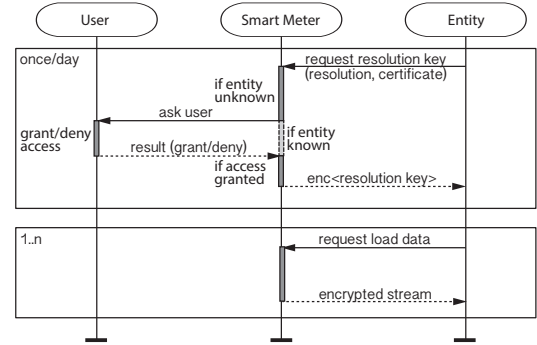 User
Smart Meter
Entity
once/day
request resolution key
(resolution, certificate)
if entity
unknown
ask user
grant/deny
access
if entity
known
result (grant/deny)
if access
granted
enc<resolution key>
1..n
request load data
encrypted stream